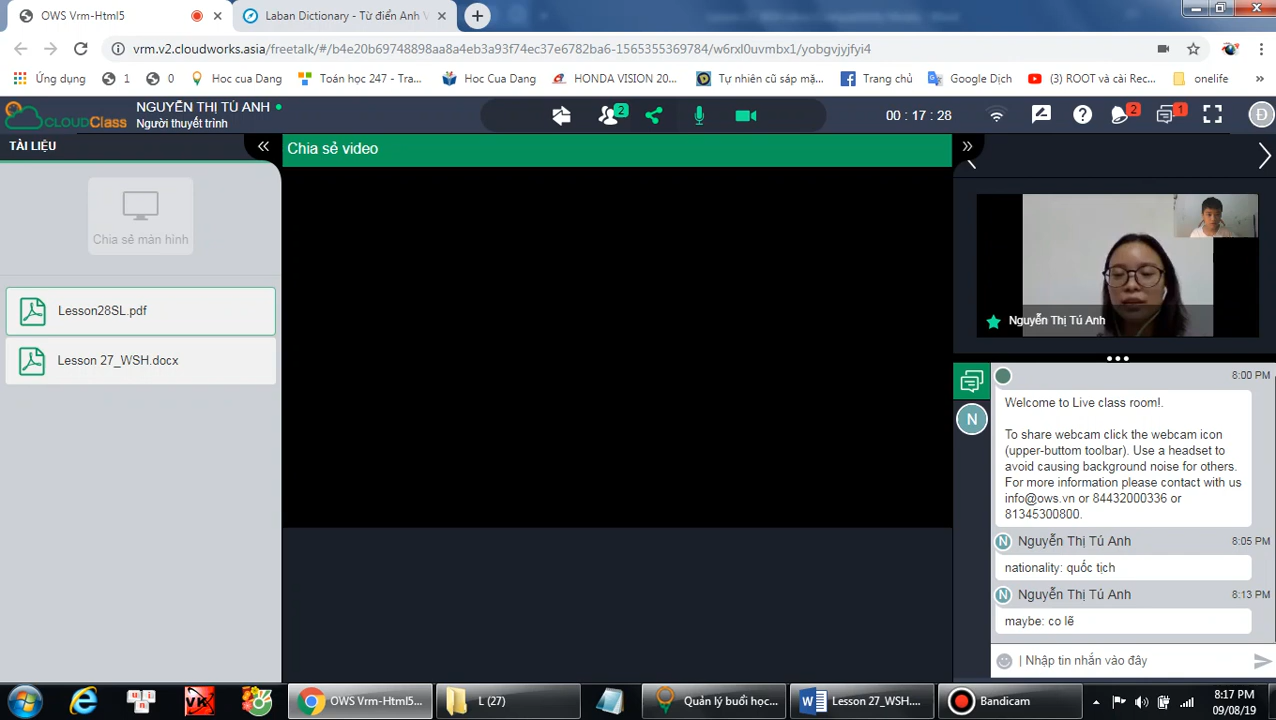 OWS Vrm-Html5
Laban Dictionary - Từ điển Anh V
vrm.v2.cloudworks.asia/freetalk/#/b4e20b69748898aa8a4eb3a93f74ec37e6782ba6-1565355369784/w6rxl0uvmbx1/yobgvjyjfyi4
Ứng dụng
1
0
Hoc cua Dang
Toán học 247 - Tra...
Hoc Cua Dang
HONDA VISION 20...
Tự nhiên cũ sáp mặ...
Trang chủ
Google Dịch
(3) ROOT và cài Rec...
onelife
»
CLOUDClass
NGUYỄN THỊ TÚ ANH
Người thuyết trình
2
00 : 17 : 28
2
1
Đ
TÀI LIỆU
Chia sẻ màn hình
Lesson28SL.pdf
Lesson 27_WSH.docx
Chia sẻ video
Nguyễn Thị Tú Anh
8:00 PM
Welcome to Live class room!.
To share webcam click the webcam icon
(upper-buttom toolbar). Use a headset to
avoid causing background noise for others.
For more information please contact with us
info@ows.vn or 84432000336 or
81345300800.
N
N Nguyễn Thị Tú Anh 8:05 PM
nationality: quốc tịch
N Nguyễn Thị Tú Anh 8:13 PM
maybe: co lẽ
Nhập tin nhắn vào đây
OWS Vrm-Html5...
L (27)
Quản lý buổi học...
Lesson 27_WSH....
Bandicam
8:17 PM
09/08/19